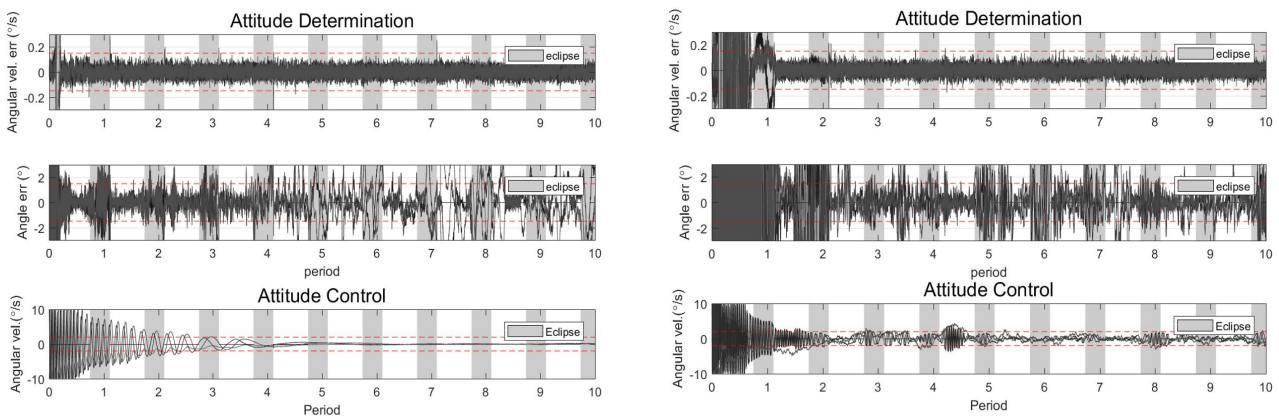 Attitude Determination
Angular vel. err (°/s)
0.2
0
-0.2
eclipse
0 1 2 3 4 5 6 7 8 9 10
Angle err (°)
2
0
-2
eclipse
0 1 2 3 4 5 6 7 8 9 10
period
Attitude Control
Angular vel.(°/s)
10
0
-10
Eclipse
0 1 2 3 4 5 6 7 8 9 10
Period
Attitude Determination
Angular vel. err (°/s)
0.2
0
-0.2
eclipse
0 1 2 3 4 5 6 7 8 9 10
Angle err (°)
2
0
-2
eclipse
0 1 2 3 4 5 6 7 8 9 10
period
Attitude Control
Angular vel.(°/s)
10
0
-10
Eclipse
0 1 2 3 4 5 6 7 8 9 10
Period